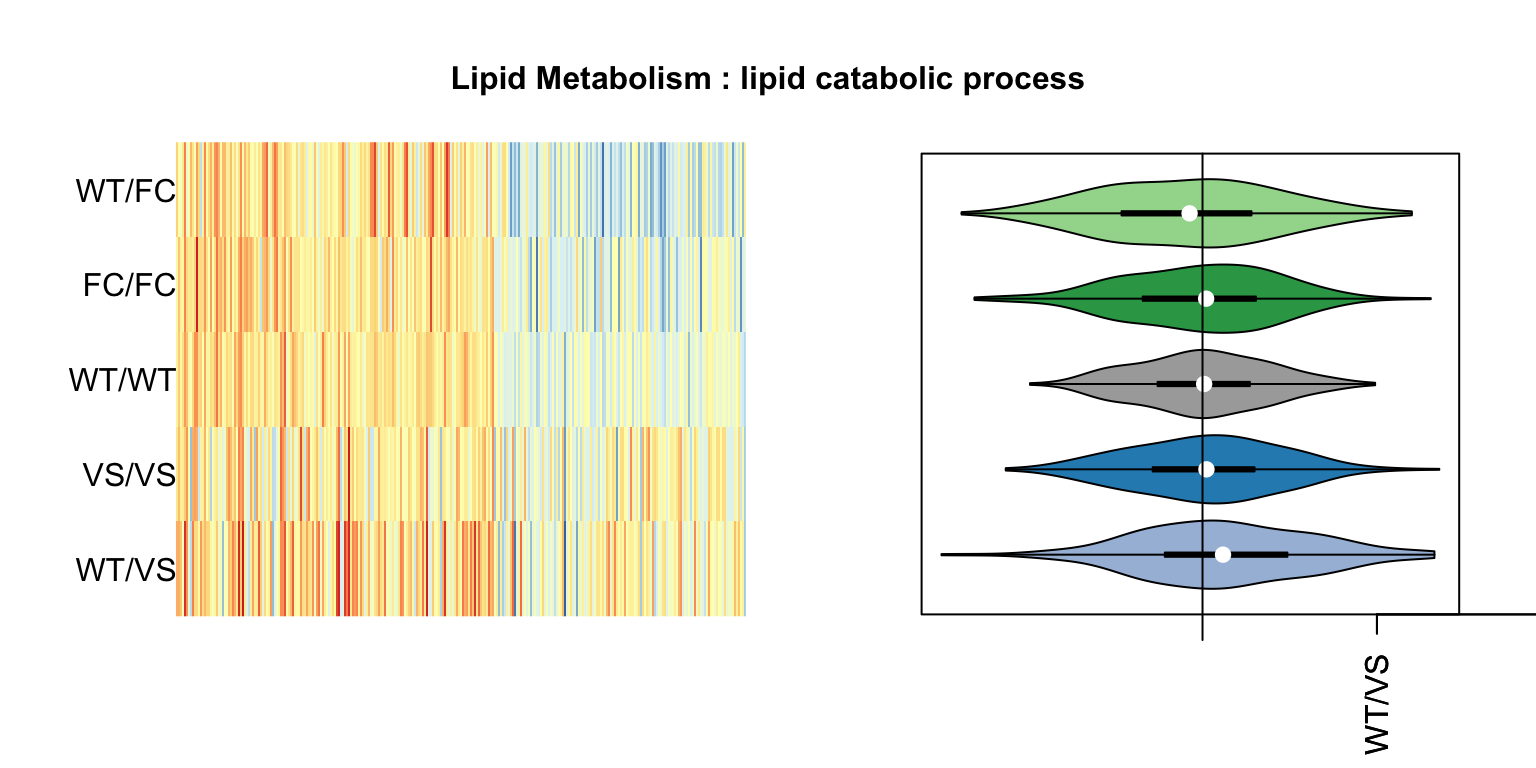 Lipid Metabolism : lipid catabolic process
WT/FC
FC/FC
WT/WT
VS/VS
WT/VS
WT/VS